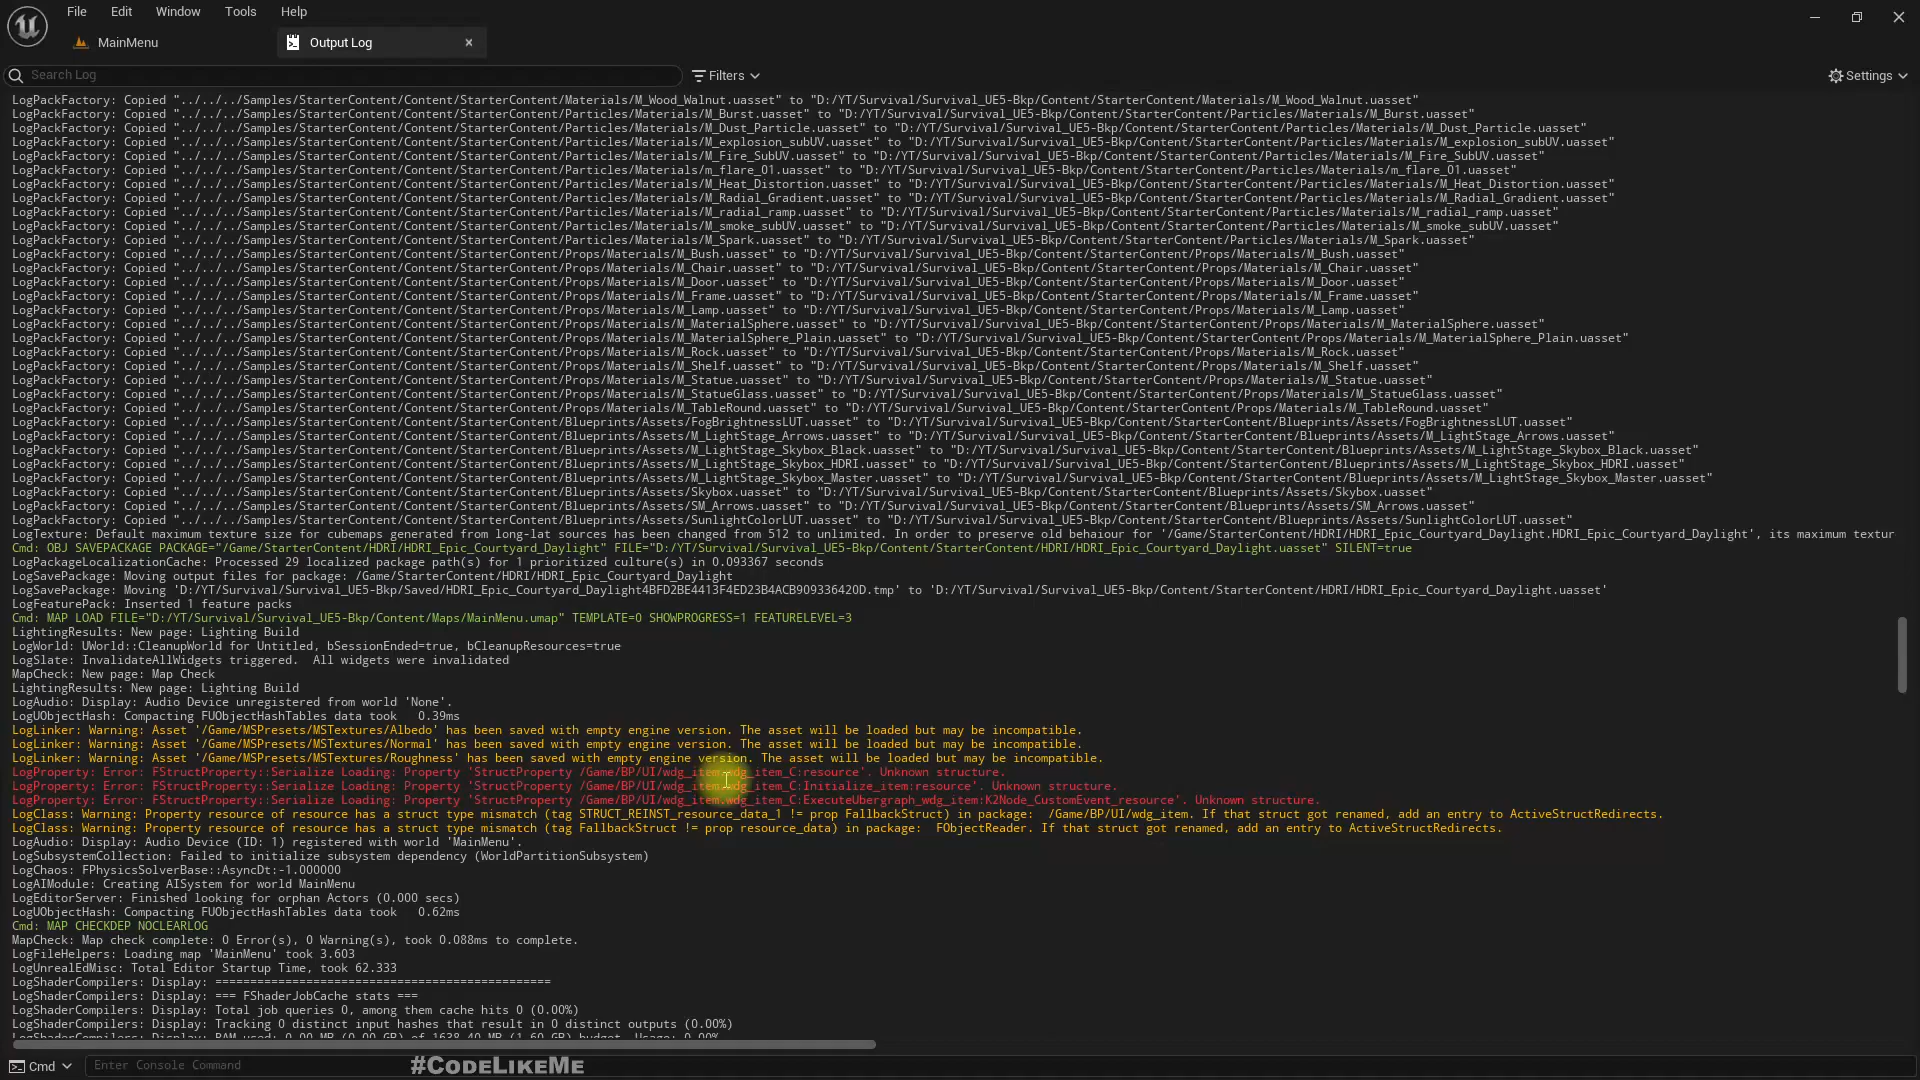 File Edit Window Tools Help
MainMenu
Output Log
Search Log
Filters
Settings
LogPackFactory: Copied "../../../Samples/StarterContent/Content/StarterContent/Materials/M_Wood_Walnut.uasset" to "D:/YT/Survival/Survival_UE5-Bkp/Content/StarterContent/Materials/M_Wood_Walnut.uasset"
LogPackFactory: Copied "../../../Samples/StarterContent/Content/StarterContent/Particles/Materials/M_Burst.uasset" to "D:/YT/Survival/Survival_UE5-Bkp/Content/StarterContent/Particles/Materials/M_Burst.uasset"
LogPackFactory: Copied "../../../Samples/StarterContent/Content/StarterContent/Particles/Materials/M_Dust_Particle.uasset" to "D:/YT/Survival/Survival_UE5-Bkp/Content/StarterContent/Particles/Materials/M_Dust_Particle.uasset"
LogPackFactory: Copied "../../../Samples/StarterContent/Content/StarterContent/Particles/Materials/M_explosion_subUV.uasset" to "D:/YT/Survival/Survival_UE5-Bkp/Content/StarterContent/Particles/Materials/M_explosion_subUV.uasset"
LogPackFactory: Copied "../../../Samples/StarterContent/Content/StarterContent/Particles/Materials/M_Fire_SubUV.uasset" to "D:/YT/Survival/Survival_UE5-Bkp/Content/StarterContent/Particles/Materials/M_Fire_SubUV.uasset"
LogPackFactory: Copied "../../../Samples/StarterContent/Content/StarterContent/Particles/Materials/m_flare_01.uasset" to "D:/YT/Survival/Survival_UE5-Bkp/Content/StarterContent/Particles/Materials/m_flare_01.uasset"
LogPackFactory: Copied "../../../Samples/StarterContent/Content/StarterContent/Particles/Materials/M_Heat_Distortion.uasset" to "D:/YT/Survival/Survival_UE5-Bkp/Content/StarterContent/Particles/Materials/M_Heat_Distortion.uasset"
LogPackFactory: Copied "../../../Samples/StarterContent/Content/StarterContent/Particles/Materials/M_Radial_Gradient.uasset" to "D:/YT/Survival/Survival_UE5-Bkp/Content/StarterContent/Particles/Materials/M_Radial_Gradient.uasset"
LogPackFactory: Copied "../../../Samples/StarterContent/Content/StarterContent/Particles/Materials/M_radial_ramp.uasset" to "D:/YT/Survival/Survival_UE5-Bkp/Content/StarterContent/Particles/Materials/M_radial_ramp.uasset"
LogPackFactory: Copied "../../../Samples/StarterContent/Content/StarterContent/Particles/Materials/M_smoke_subUV.uasset" to "D:/YT/Survival/Survival_UE5-Bkp/Content/StarterContent/Particles/Materials/M_smoke_subUV.uasset"
LogPackFactory: Copied "../../../Samples/StarterContent/Content/StarterContent/Particles/Materials/M_Spark.uasset" to "D:/YT/Survival/Survival_UE5-Bkp/Content/StarterContent/Particles/Materials/M_Spark.uasset"
LogPackFactory: Copied "../../../Samples/StarterContent/Content/StarterContent/Props/Materials/M_Bush.uasset" to "D:/YT/Survival/Survival_UE5-Bkp/Content/StarterContent/Props/Materials/M_Bush.uasset"
LogPackFactory: Copied "../../../Samples/StarterContent/Content/StarterContent/Props/Materials/M_Chair.uasset" to "D:/YT/Survival/Survival_UE5-Bkp/Content/StarterContent/Props/Materials/M_Chair.uasset"
LogPackFactory: Copied "../../../Samples/StarterContent/Content/StarterContent/Props/Materials/M_Door.uasset" to "D:/YT/Survival/Survival_UE5-Bkp/Content/StarterContent/Props/Materials/M_Door.uasset"
LogPackFactory: Copied "../../../Samples/StarterContent/Content/StarterContent/Props/Materials/M_Frame.uasset" to "D:/YT/Survival/Survival_UE5-Bkp/Content/StarterContent/Props/Materials/M_Frame.uasset"
LogPackFactory: Copied "../../../Samples/StarterContent/Content/StarterContent/Props/Materials/M_Lamp.uasset" to "D:/YT/Survival/Survival_UE5-Bkp/Content/StarterContent/Props/Materials/M_Lamp.uasset"
LogPackFactory: Copied "../../../Samples/StarterContent/Content/StarterContent/Props/Materials/M_MaterialSphere.uasset" to "D:/YT/Survival/Survival_UE5-Bkp/Content/StarterContent/Props/Materials/M_MaterialSphere.uasset"
LogPackFactory: Copied "../../../Samples/StarterContent/Content/StarterContent/Props/Materials/M_MaterialSphere_Plain.uasset" to "D:/YT/Survival/Survival_UE5-Bkp/Content/StarterContent/Props/Materials/M_MaterialSphere_Plain.uasset"
LogPackFactory: Copied "../../../Samples/StarterContent/Content/StarterContent/Props/Materials/M_Rock.uasset" to "D:/YT/Survival/Survival_UE5-Bkp/Content/StarterContent/Props/Materials/M_Rock.uasset"
LogPackFactory: Copied "../../../Samples/StarterContent/Content/StarterContent/Props/Materials/M_Shelf.uasset" to "D:/YT/Survival/Survival_UE5-Bkp/Content/StarterContent/Props/Materials/M_Shelf.uasset"
LogPackFactory: Copied "../../../Samples/StarterContent/Content/StarterContent/Props/Materials/M_Statue.uasset" to "D:/YT/Survival/Survival_UE5-Bkp/Content/StarterContent/Props/Materials/M_Statue.uasset"
LogPackFactory: Copied "../../../Samples/StarterContent/Content/StarterContent/Props/Materials/M_StatueGlass.uasset" to "D:/YT/Survival/Survival_UE5-Bkp/Content/StarterContent/Props/Materials/M_StatueGlass.uasset"
LogPackFactory: Copied "../../../Samples/StarterContent/Content/StarterContent/Props/Materials/M_TableRound.uasset" to "D:/YT/Survival/Survival_UE5-Bkp/Content/StarterContent/Props/Materials/M_TableRound.uasset"
LogPackFactory: Copied "../../../Samples/StarterContent/Content/StarterContent/Blueprints/Assets/FogBrightnessLUT.uasset" to "D:/YT/Survival/Survival_UE5-Bkp/Content/StarterContent/Blueprints/Assets/FogBrightnessLUT.uasset"
LogPackFactory: Copied "../../../Samples/StarterContent/Content/StarterContent/Blueprints/Assets/M_LightStage_Arrows.uasset" to "D:/YT/Survival/Survival_UE5-Bkp/Content/StarterContent/Blueprints/Assets/M_LightStage_Arrows.uasset"
LogPackFactory: Copied "../../../Samples/StarterContent/Content/StarterContent/Blueprints/Assets/M_LightStage_Skybox_Black.uasset" to "D:/YT/Survival/Survival_UE5-Bkp/Content/StarterContent/Blueprints/Assets/M_LightStage_Skybox_Black.uasset"
LogPackFactory: Copied "../../../Samples/StarterContent/Content/StarterContent/Blueprints/Assets/M_LightStage_Skybox_HDRI.uasset" to "D:/YT/Survival/Survival_UE5-Bkp/Content/StarterContent/Blueprints/Assets/M_LightStage_Skybox_HDRI.uasset"
LogPackFactory: Copied "../../../Samples/StarterContent/Content/StarterContent/Blueprints/Assets/M_LightStage_Skybox_Master.uasset" to "D:/YT/Survival/Survival_UE5-Bkp/Content/StarterContent/Blueprints/Assets/M_LightStage_Skybox_Master.uasset"
LogPackFactory: Copied "../../../Samples/StarterContent/Content/StarterContent/Blueprints/Assets/Skybox.uasset" to "D:/YT/Survival/Survival_UE5-Bkp/Content/StarterContent/Blueprints/Assets/Skybox.uasset"
LogPackFactory: Copied "../../../Samples/StarterContent/Content/StarterContent/Blueprints/Assets/SM_Arrows.uasset" to "D:/YT/Survival/Survival_UE5-Bkp/Content/StarterContent/Blueprints/Assets/SM_Arrows.uasset"
LogPackFactory: Copied "../../../Samples/StarterContent/Content/StarterContent/Blueprints/Assets/SunlightColorLUT.uasset" to "D:/YT/Survival/Survival_UE5-Bkp/Content/StarterContent/Blueprints/Assets/SunlightColorLUT.uasset"
LogTexture: Default maximum texture size for cubemaps generated from long-lat sources has been changed from 512 to unlimited. In order to preserve old behaiour for '/Game/StarterContent/HDRI/HDRI_Epic_Courtyard_Daylight.HDRI_Epic_Courtyard_Daylight', its maximum textur
Cmd: OBJ SAVEPACKAGE PACKAGE="/Game/StarterContent/HDRI/HDRI_Epic_Courtyard_Daylight" FILE="D:/YT/Survival/Survival_UE5-Bkp/Content/StarterContent/HDRI/HDRI_Epic_Courtyard_Daylight.uasset" SILENT=true
LogPackageLocalizationCache: Processed 29 localized package path(s) for 1 prioritized culture(s) in 0.093367 seconds
LogSavePackage: Moving output files for package: /Game/StarterContent/HDRI/HDRI_Epic_Courtyard_Daylight
LogSavePackage: Moving 'D:/YT/Survival/Survival_UE5-Bkp/Saved/HDRI_Epic_Courtyard_Daylight4BFD2BE4413F4ED23B4ACB909336420D.tmp' to 'D:/YT/Survival/Survival_UE5-Bkp/Content/StarterContent/HDRI/HDRI_Epic_Courtyard_Daylight.uasset'
LogFeaturePack: Inserted 1 feature packs
Cmd: MAP LOAD FILE="D:/YT/Survival/Survival_UE5-Bkp/Content/Maps/MainMenu.umap" TEMPLATE=0 SHOWPROGRESS=1 FEATURELEVEL=3
LightingResults: New page: Lighting Build
LogWorld: UWorld::CleanupWorld for Untitled, bSessionEnded=true, bCleanupResources=true
LogSlate: InvalidateAllWidgets triggered.  All widgets were invalidated
MapCheck: New page: Map Check
LightingResults: New page: Lighting Build
LogAudio: Display: Audio Device unregistered from world 'None'.
LogUObjectHash: Compacting FUObjectHashTables data took   0.39ms
LogLinker: Warning: Asset '/Game/MSPresets/MSTextures/Albedo' has been saved with empty engine version. The asset will be loaded but may be incompatible.
LogLinker: Warning: Asset '/Game/MSPresets/MSTextures/Normal' has been saved with empty engine version. The asset will be loaded but may be incompatible.
LogLinker: Warning: Asset '/Game/MSPresets/MSTextures/Roughness' has been saved with empty engine version. The asset will be loaded but may be incompatible.
LogProperty: Error: FStructProperty::Serialize Loading: Property 'StructProperty /Game/BP/UI/wdg_item.wdg_item_C:resource'. Unknown structure.
LogProperty: Error: FStructProperty::Serialize Loading: Property 'StructProperty /Game/BP/UI/wdg_item.wdg_item_C:Initialize_item:resource'. Unknown structure.
LogProperty: Error: FStructProperty::Serialize Loading: Property 'StructProperty /Game/BP/UI/wdg_item.wdg_item_C:ExecuteUbergraph_wdg_item:K2Node_CustomEvent_resource'. Unknown structure.
LogClass: Warning: Property resource of resource has a struct type mismatch (tag STRUCT_REINST_resource_data_1 != prop FallbackStruct) in package:  /Game/BP/UI/wdg_item. If that struct got renamed, add an entry to ActiveStructRedirects.
LogClass: Warning: Property resource of resource has a struct type mismatch (tag FallbackStruct != prop resource_data) in package:  FObjectReader. If that struct got renamed, add an entry to ActiveStructRedirects.
LogAudio: Display: Audio Device (ID: 1) registered with world 'MainMenu'.
LogSubsystemCollection: Failed to initialize subsystem dependency (WorldPartitionSubsystem)
LogChaos: FPhysicsSolverBase::AsyncDt:-1.000000
LogAIModule: Creating AISystem for world MainMenu
LogEditorServer: Finished looking for orphan Actors (0.000 secs)
LogUObjectHash: Compacting FUObjectHashTables data took   0.62ms
Cmd: MAP CHECKDEP NOCLEARLOG
MapCheck: Map check complete: 0 Error(s), 0 Warning(s), took 0.088ms to complete.
LogFileHelpers: Loading map 'MainMenu' took 3.603
LogUnrealEdMisc: Total Editor Startup Time, took 62.333
LogShaderCompilers: Display: ================================================
LogShaderCompilers: Display: === FShaderJobCache stats ===
LogShaderCompilers: Display: Total job queries 0, among them cache hits 0 (0.00%)
LogShaderCompilers: Display: Tracking 0 distinct input hashes that result in 0 distinct outputs (0.00%)
LogShaderCompilers: Display: RAM used: 0.00 MB (0.00 GB) of 1638.40 MB (1.60 GB) budget. Usage: 0.00%
Cmd
Enter Console Command
#CODELIKEME